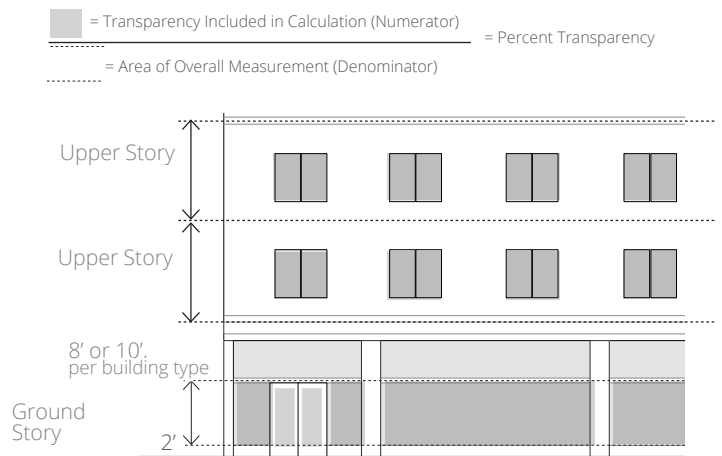 = Transparency Included in Calculation (Numerator)
= Percent Transparency
= Area of Overall Measurement (Denominator)
Upper Story
Upper Story
8’ or 10’,
per building type
Ground
Story
2’